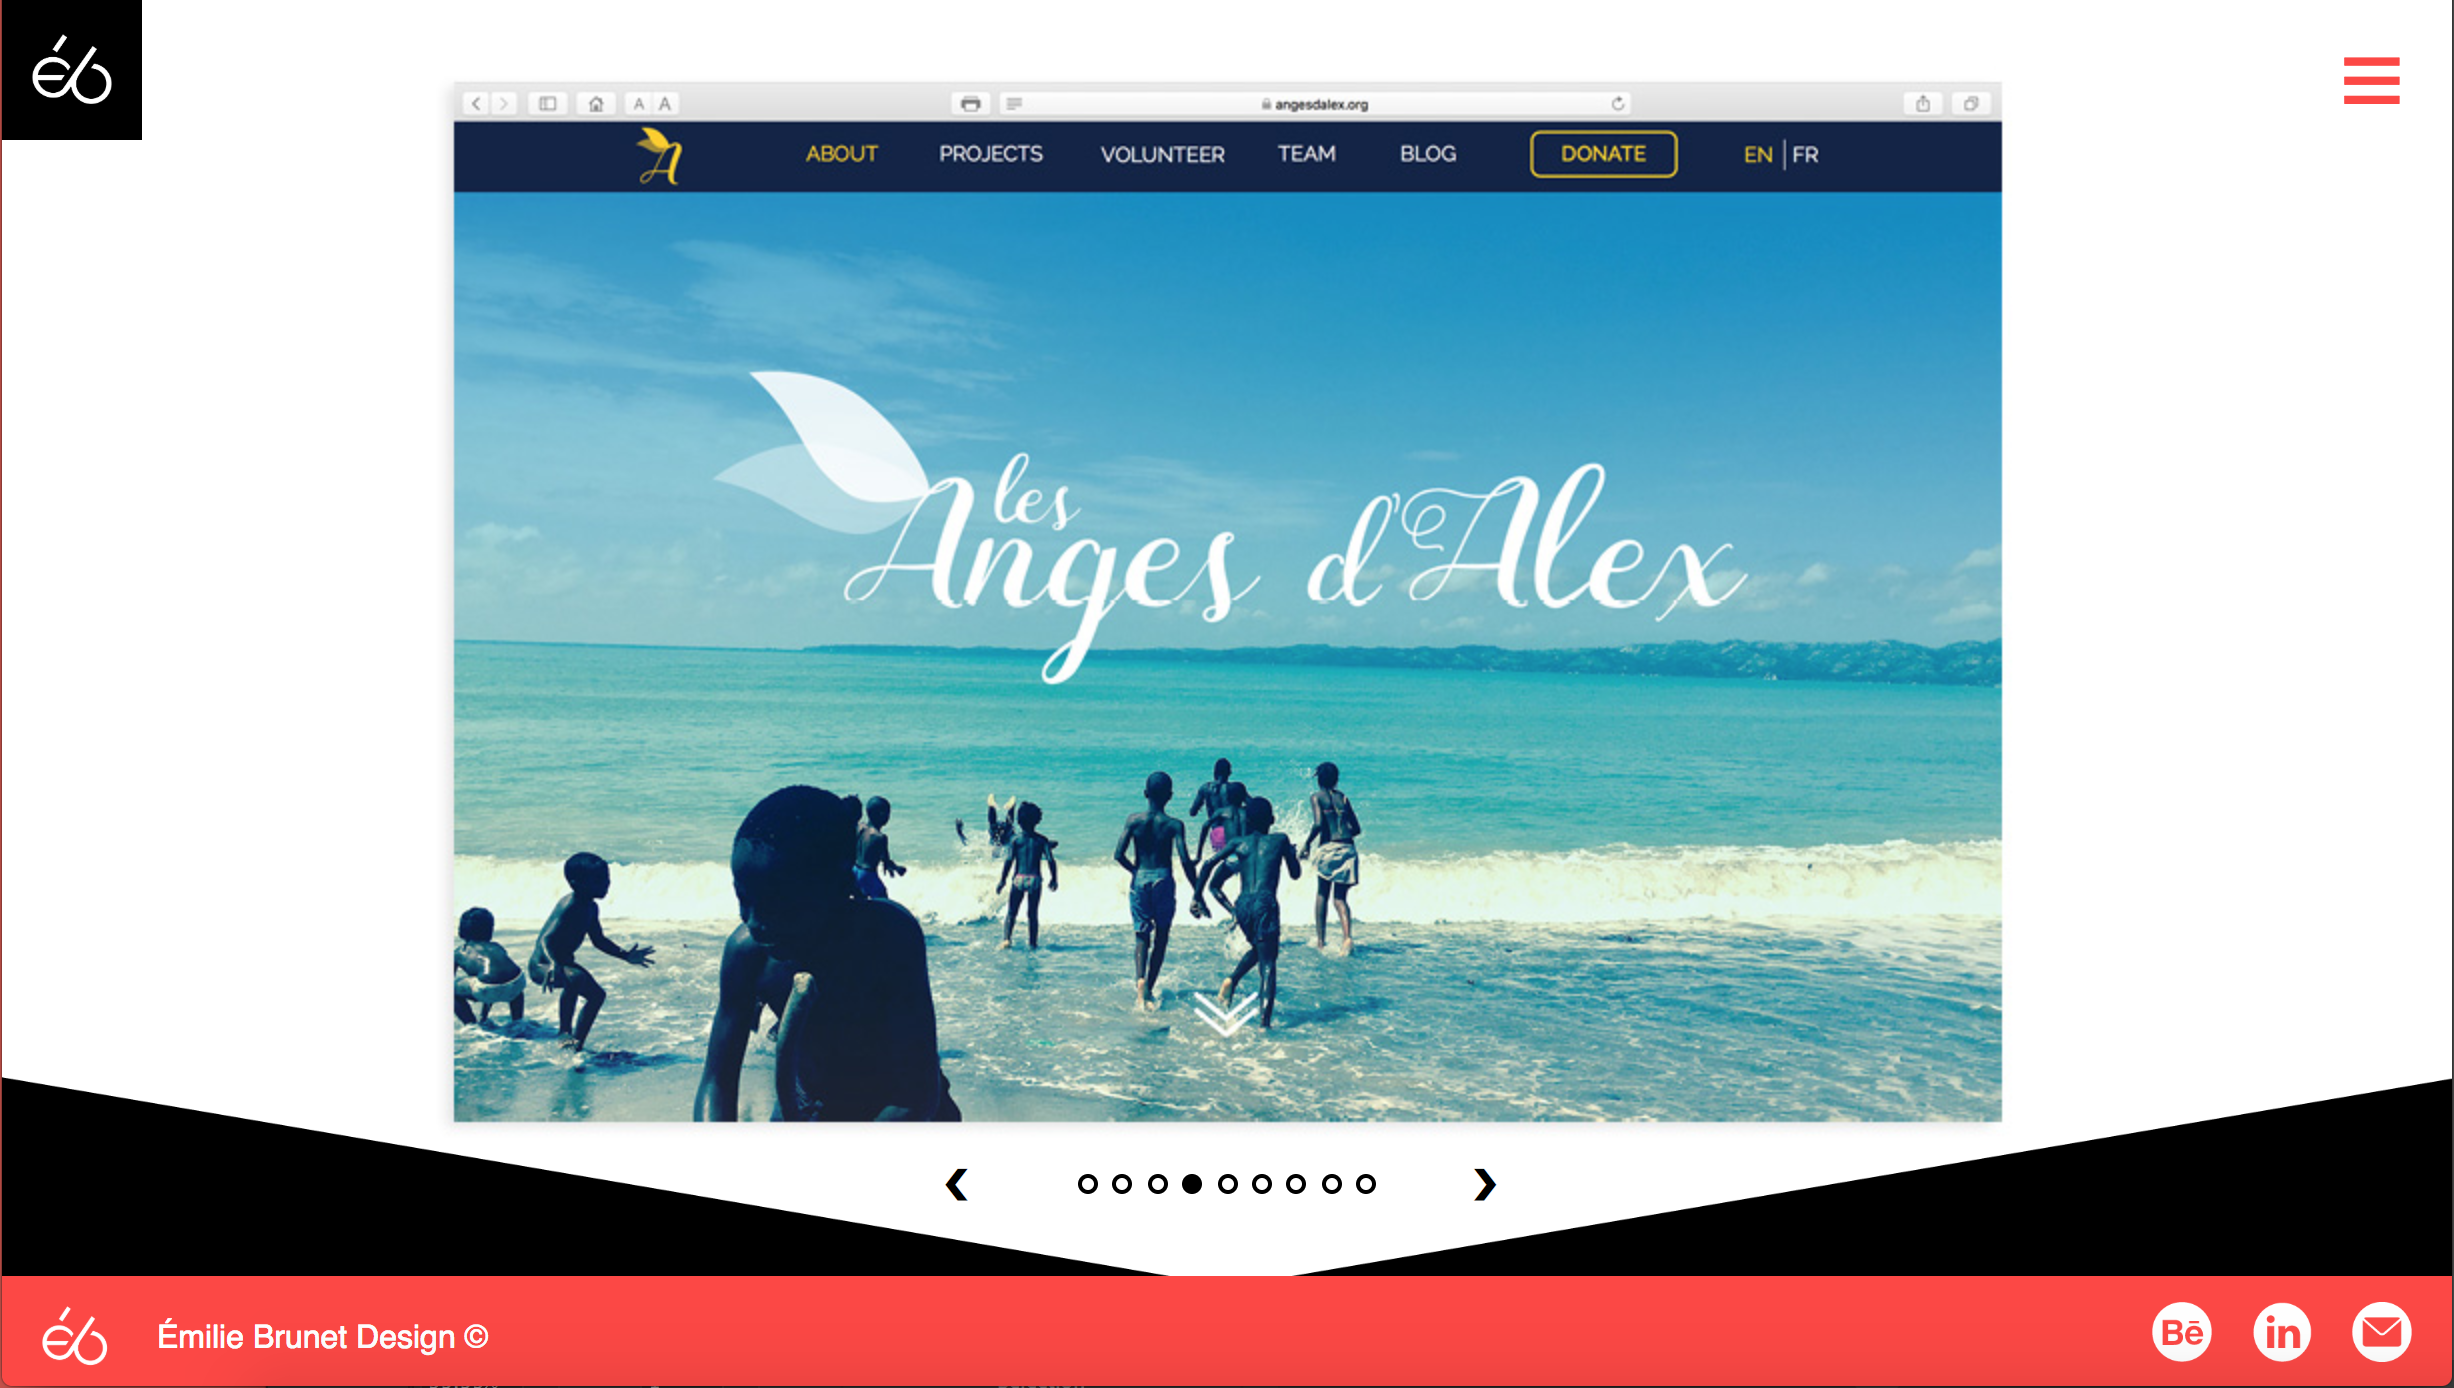 éb
A A
angesdalex.org
A ABOUT PROJECTS VOLUNTEER TEAM BLOG DONATE EN | FR
les
Anges d'Alex
éb Émilie Brunet Design © Bē in